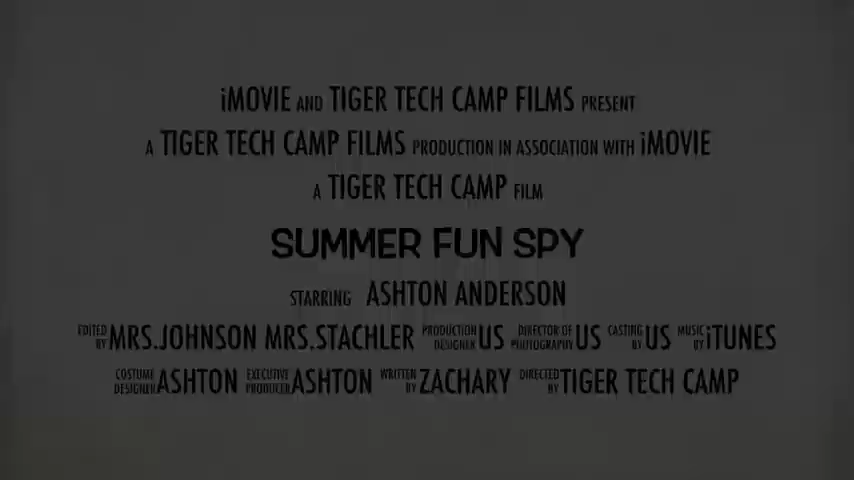 iMOVIE AND TIGER TECH CAMP FILMS PRESENT
A TIGER TECH CAMP FILMS PRODUCTION IN ASSOCIATION WITH iMOVIE
A TIGER TECH CAMP FILM
SUMMER FUN SPY
STARRING ASHTON ANDERSON
EDITED BY MRS.JOHNSON MRS.STACHLER PRODUCTION DESIGNER US DIRECTOR OF PHOTOGRAPHY US CASTING BY US MUSIC BY iTUNES
COSTUME DESIGNER ASHTON EXECUTIVE PRODUCER ASHTON WRITTEN BY ZACHARY DIRECTED BY TIGER TECH CAMP